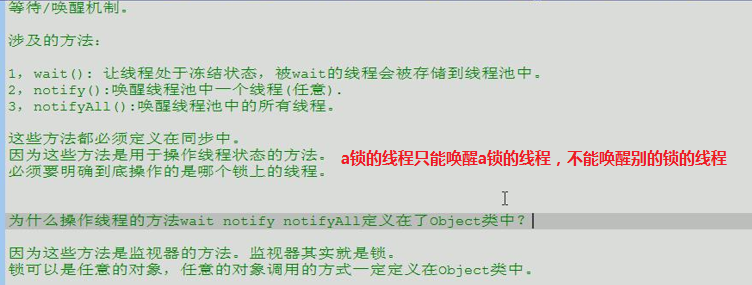 等待/唤醒机制。
涉及的方法：
1，wait()：让线程处于冻结状态，被wait的线程会被存储到线程池中。
2，notify():唤醒线程池中一个线程(任意).
3，notifyAll():唤醒线程池中的所有线程。
这些方法都必须定义在同步中。
因为这些方法是用于操作线程状态的方法。
a锁的线程只能唤醒a锁的线程，不能唤醒别的锁的线程
必须要明确到底操作的是哪个锁上的线程。
为什么操作线程的方法wait notify notifyAll定义在了Object类中？
因为这些方法是监视器的方法。监视器其实就是锁。
锁可以是任意的对象，任意的对象调用的方式一定定义在Object类中。